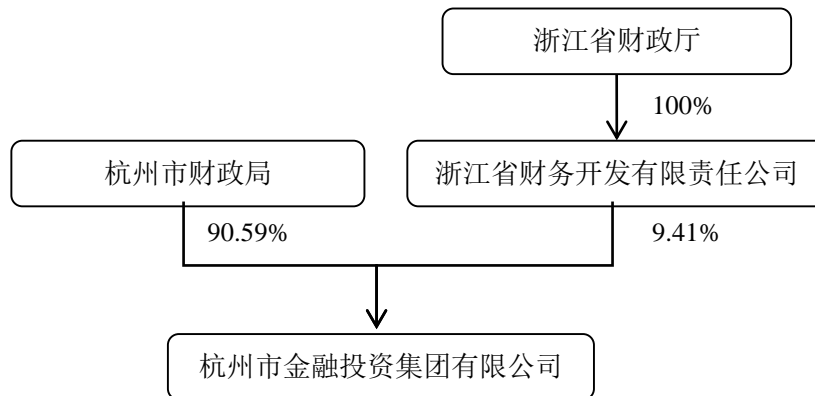 浙江省财政厅
100%
杭州市财政局
浙江省财务开发有限责任公司
90.59%
9.41%
杭州市金融投资集团有限公司